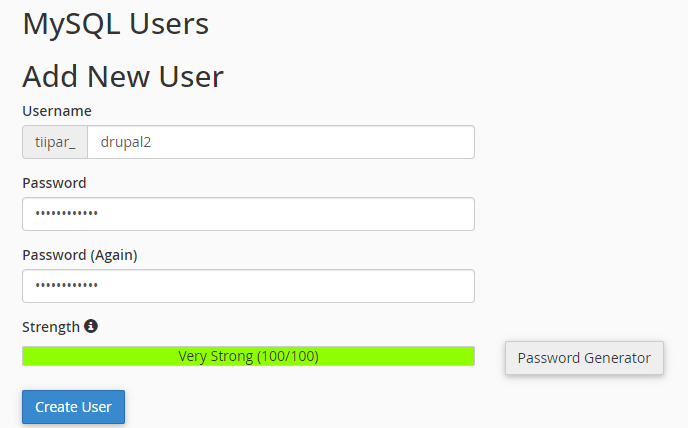 MySQL Users
Add New User
Username
tiipar_ drupal2
Password
••••••••••••
Password (Again)
••••••••••••
Strength
Very Strong (100/100)
Password Generator
Create User